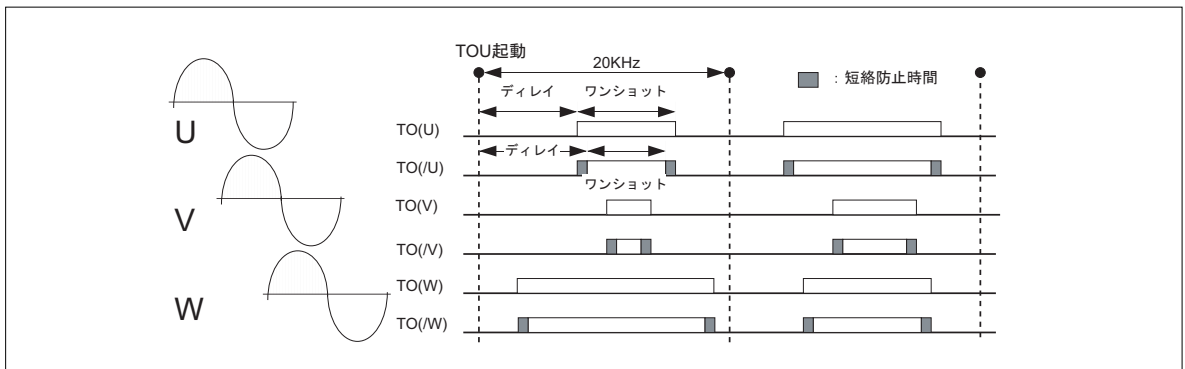 TOU起動
20KHz
：短絡防止時間
ディレイ
ワンショット
U
TO(U)
ディレイ
TO(/U)
ワンショット
V
TO(V)
TO(/V)
W
TO(W)
TO(/W)